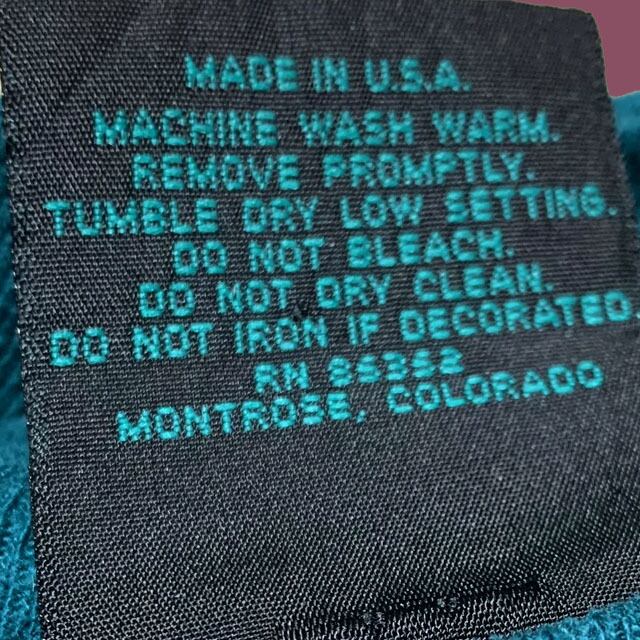 MADE IN U.S.A.
MACHINE WASH WARM.
REMOVE PROMPTLY.
TUMBLE DRY LOW SETTING.
DO NOT BLEACH.
DO NOT DRY CLEAN.
DO NOT IRON IF DECORATED.
RN 86362
MONTROSE, COLORADO